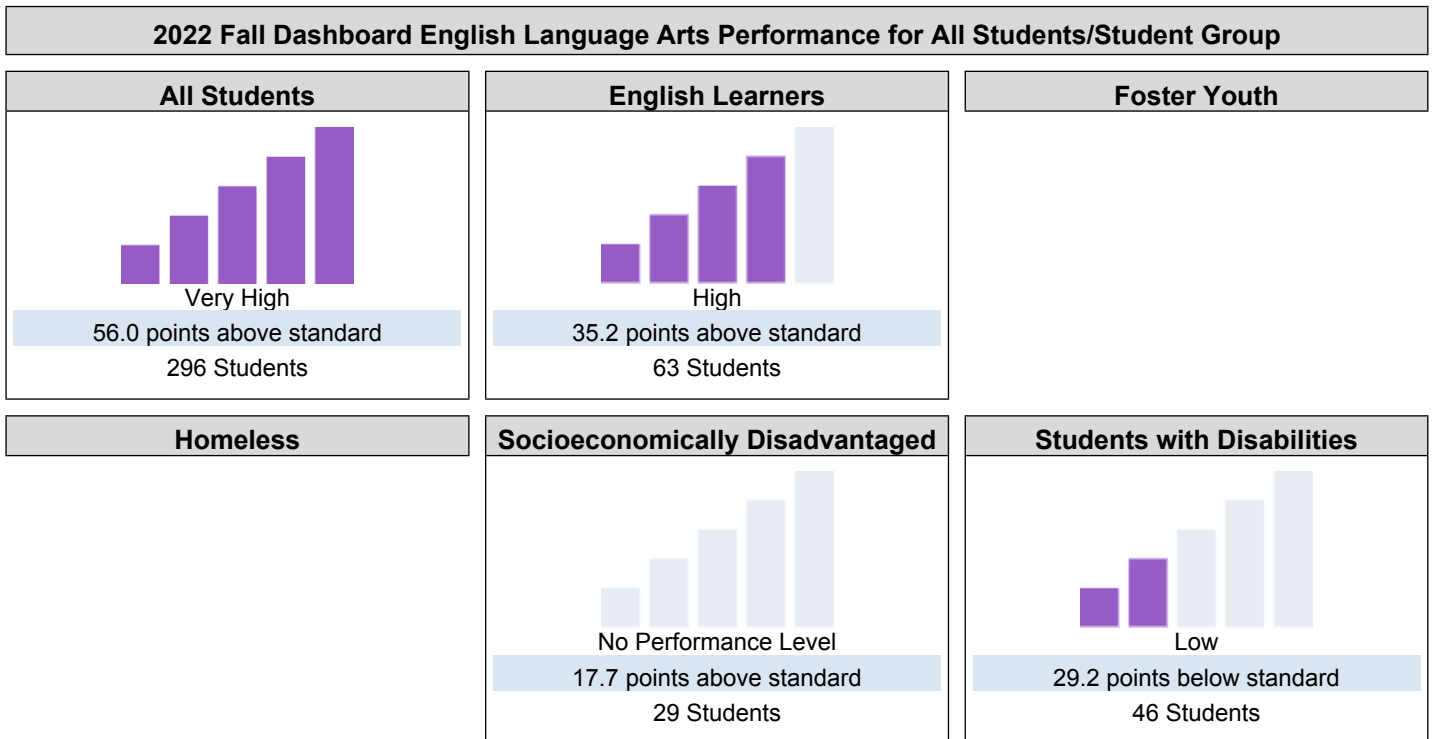 2022 Fall Dashboard English Language Arts Performance for All Students/Student Group
All Students
Very High
56.0 points above standard
296 Students
English Learners
High
35.2 points above standard
63 Students
Foster Youth
Homeless
Socioeconomically Disadvantaged
No Performance Level
17.7 points above standard
29 Students
Students with Disabilities
Low
29.2 points below standard
46 Students